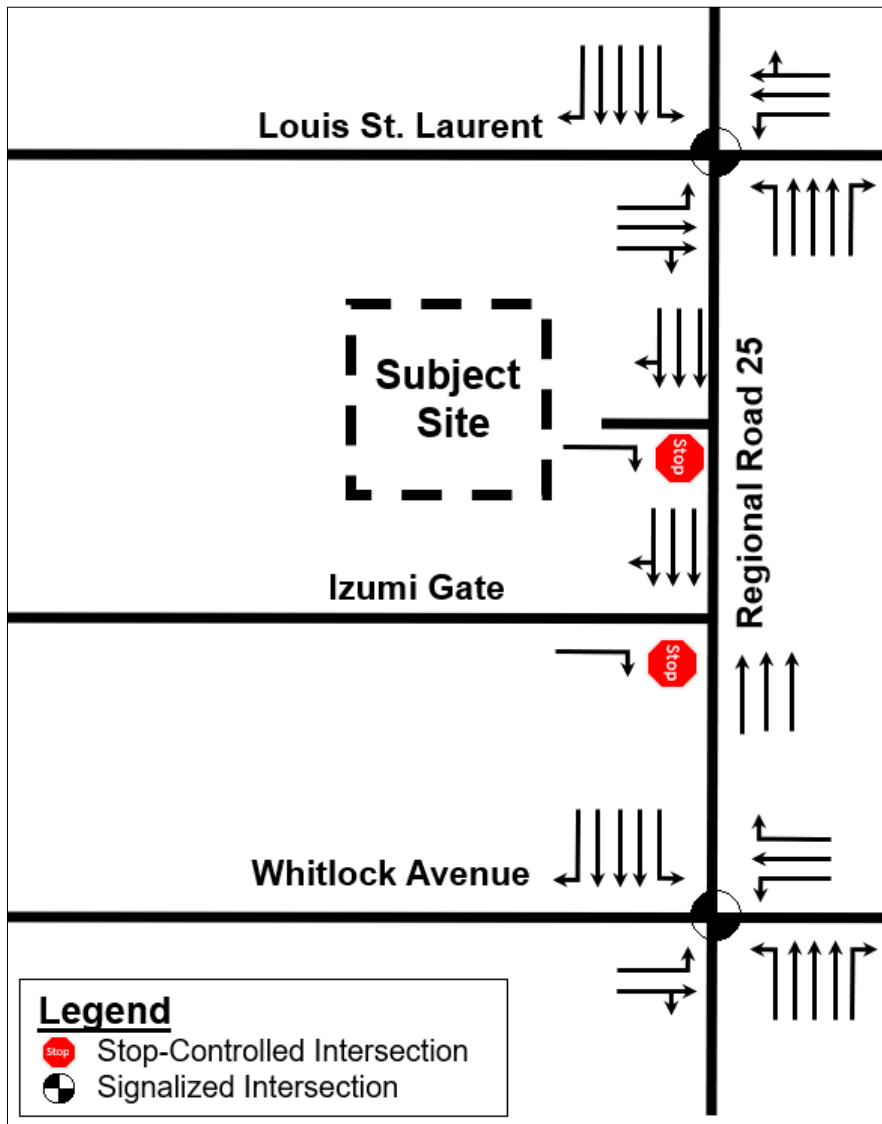 Louis St. Laurent
Subject
Site
Regional Road 25
Stop
Izumi Gate
Stop
Whitlock Avenue
Legend
Stop Stop-Controlled Intersection
Signalized Intersection